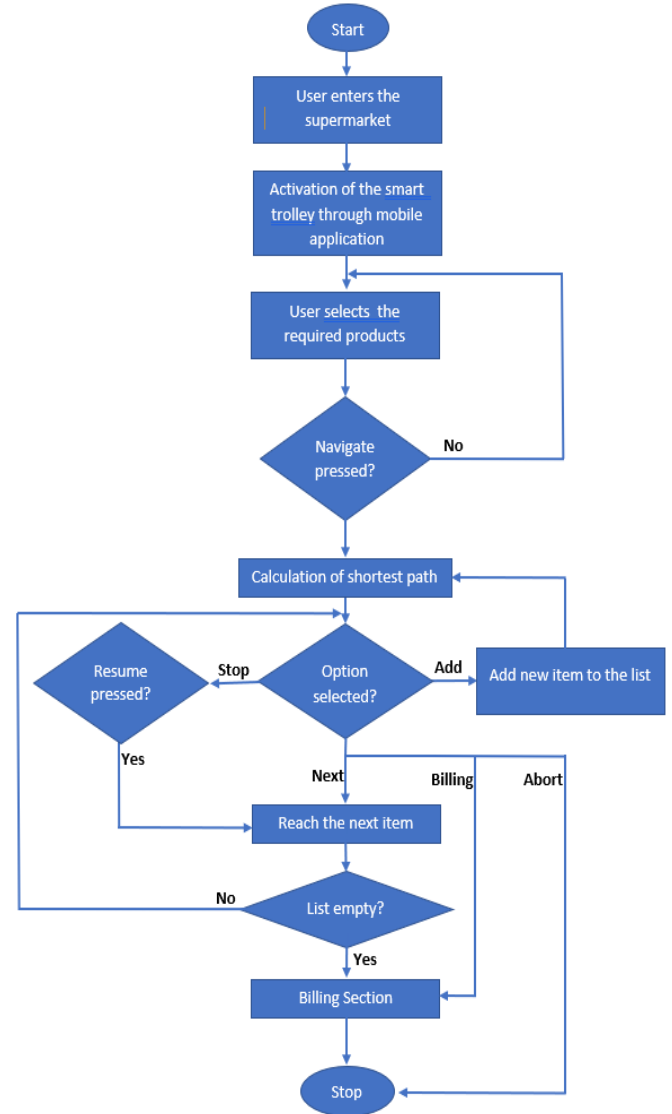 Start
User enters the
supermarket
Activation of the smart
trolley through mobile
application
User selects the
required products
Navigate
pressed?
No
Calculation of shortest path
Resume
pressed?
Stop
Option
selected?
Add
Add new item to the list
Yes
Next
Billing
Abort
Reach the next item
No
List empty?
Yes
Billing Section
Stop